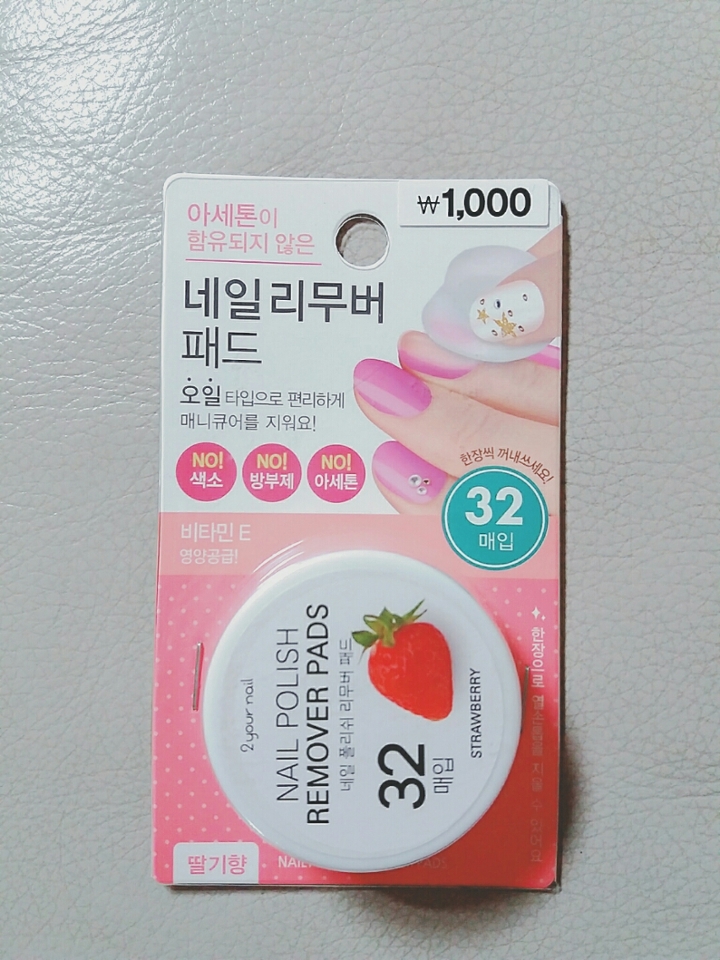 ₩1,000
아세톤이
함유되지 않은
네일 리무버
패드
오일 타입으로 편리하게
매니큐어를 지워요!
NO!
색소
NO!
방부제
NO!
아세톤
한장씩 꺼내쓰세요!
32
매입
비타민 E
영양공급!
2 your nail
NAIL POLISH
REMOVER PADS
네일 폴리쉬 리무버 패드
32
매입
STRAWBERRY
한장으로
딸기향